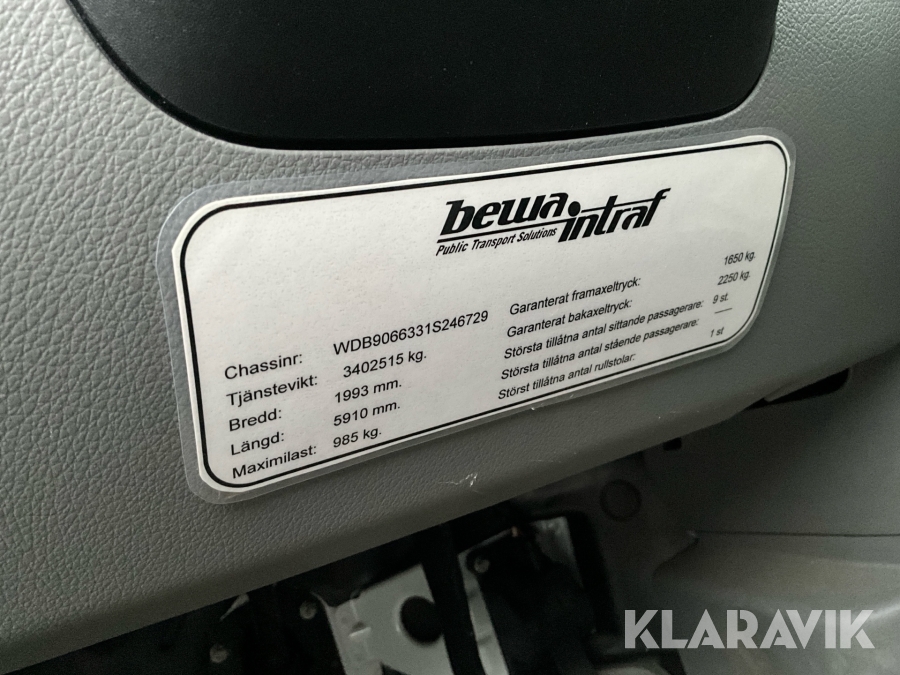 bewa intraf
Public Transport Solutions
Chassinr: WDB9066331S246729
Tjänstevikt: 3402515 kg.
Bredd: 1993 mm.
Längd: 5910 mm.
Maximilast: 985 kg.
Garanterat framaxeltryck: 1650 kg.
Garanterat bakaxeltryck: 2250 kg.
Största tillåtna antal sittande passagerare: 9 st.
Största tillåtna antal stående passagerare: ——
Störst tillåtna antal rullstolar: 1 st
KLARAVIK